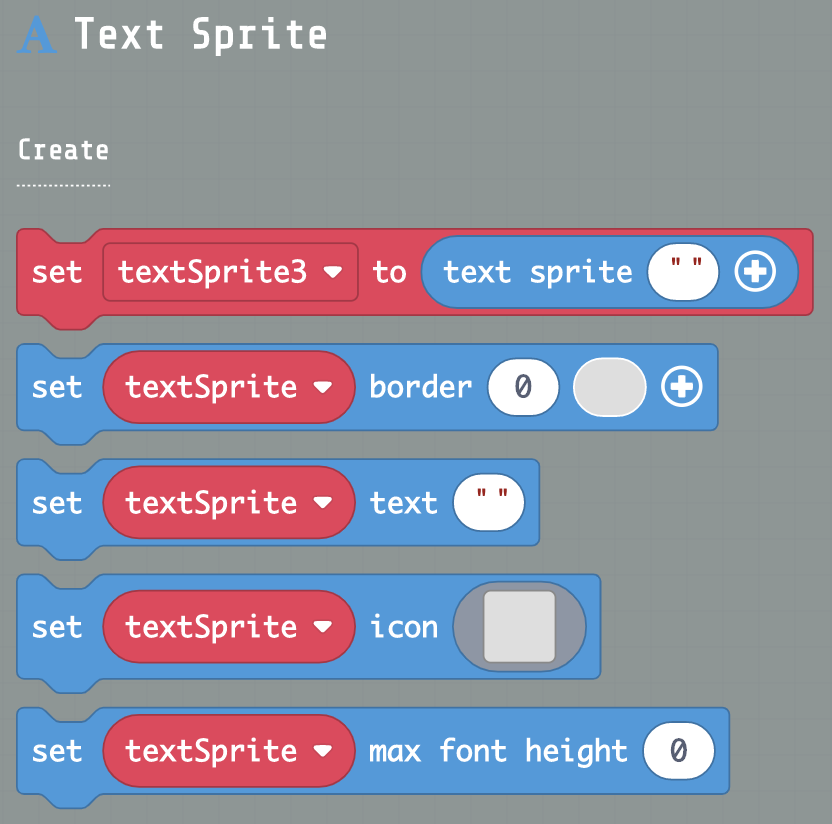 A Text Sprite
Create
set textSprite3 to text sprite " "
set textSprite border 0
set textSprite text " "
set textSprite icon
set textSprite max font height 0